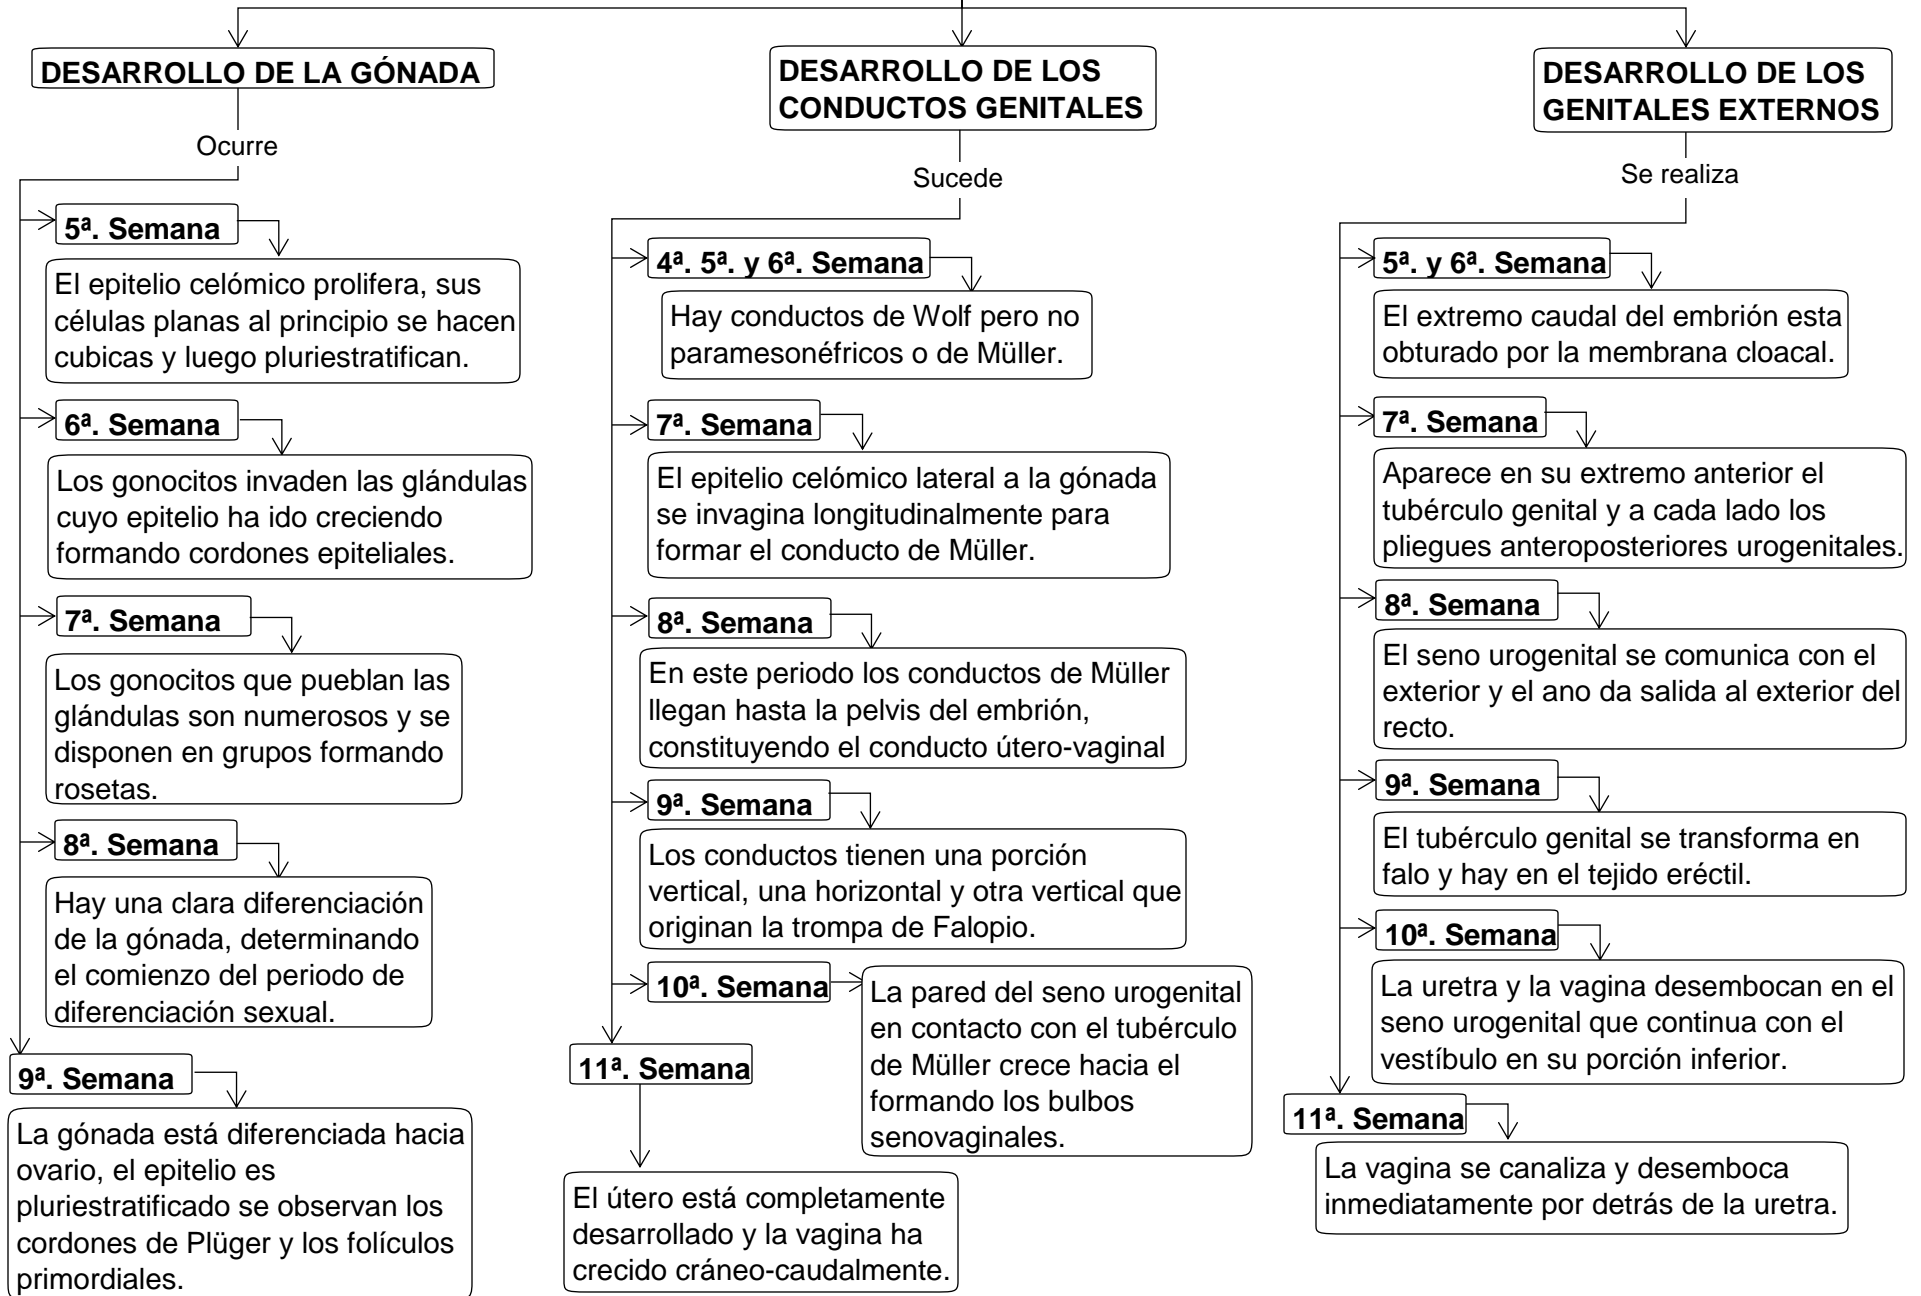 DESARROLLO DE LA GÓNADA
Ocurre
5ª. Semana
El epitelio celómico prolifera, sus
células planas al principio se hacen
cubicas y luego pluriestratifican.
6ª. Semana
Los gonocitos invaden las glándulas
cuyo epitelio ha ido creciendo
formando cordones epiteliales.
7ª. Semana
Los gonocitos que pueblan las
glándulas son numerosos y se
disponen en grupos formando
rosetas.
8ª. Semana
Hay una clara diferenciación
de la gónada, determinando
el comienzo del periodo de
diferenciación sexual.
9ª. Semana
La gónada está diferenciada hacia
ovario, el epitelio es
pluriestratificado se observan los
cordones de Plüger y los folículos
primordiales.
DESARROLLO DE LOS
CONDUCTOS GENITALES
Sucede
4ª. 5ª. y 6ª. Semana
Hay conductos de Wolf pero no
paramesonéfricos o de Müller.
7ª. Semana
El epitelio celómico lateral a la gónada
se invagina longitudinalmente para
formar el conducto de Müller.
8ª. Semana
En este periodo los conductos de Müller
llegan hasta la pelvis del embrión,
constituyendo el conducto útero-vaginal
9ª. Semana
Los conductos tienen una porción
vertical, una horizontal y otra vertical que
originan la trompa de Falopio.
10ª. Semana
La pared del seno urogenital
en contacto con el tubérculo
de Müller crece hacia el
formando los bulbos
senovaginales.
11ª. Semana
El útero está completamente
desarrollado y la vagina ha
crecido cráneo-caudalmente.
DESARROLLO DE LOS
GENITALES EXTERNOS
Se realiza
5ª. y 6ª. Semana
El extremo caudal del embrión esta
obturado por la membrana cloacal.
7ª. Semana
Aparece en su extremo anterior el
tubérculo genital y a cada lado los
pliegues anteroposteriores urogenitales.
8ª. Semana
El seno urogenital se comunica con el
exterior y el ano da salida al exterior del
recto.
9ª. Semana
El tubérculo genital se transforma en
falo y hay en el tejido eréctil.
10ª. Semana
La uretra y la vagina desembocan en el
seno urogenital que continua con el
vestíbulo en su porción inferior.
11ª. Semana
La vagina se canaliza y desemboca
inmediatamente por detrás de la uretra.